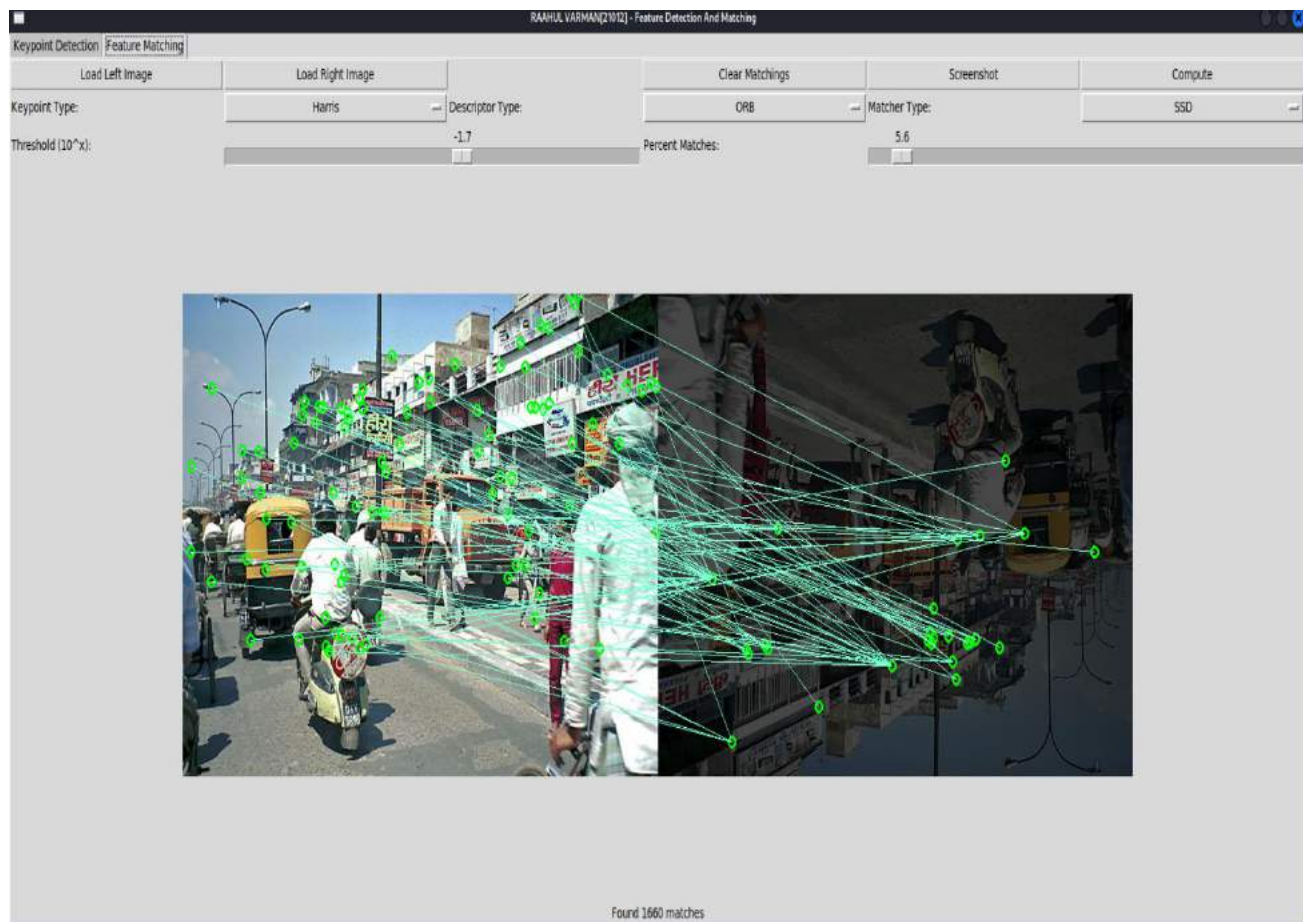 RAAHUL VARMAN[21012] - Feature Detection And Matching
Keypoint Detection Feature Matching
Load Left Image Load Right Image Clear Matchings Screenshot Compute
Keypoint Type: Harris Descriptor Type: ORB Matcher Type: SSD
Threshold (10^x): -1.7 Percent Matches: 5.6
हीरा HER
हीरा
Found 1660 matches